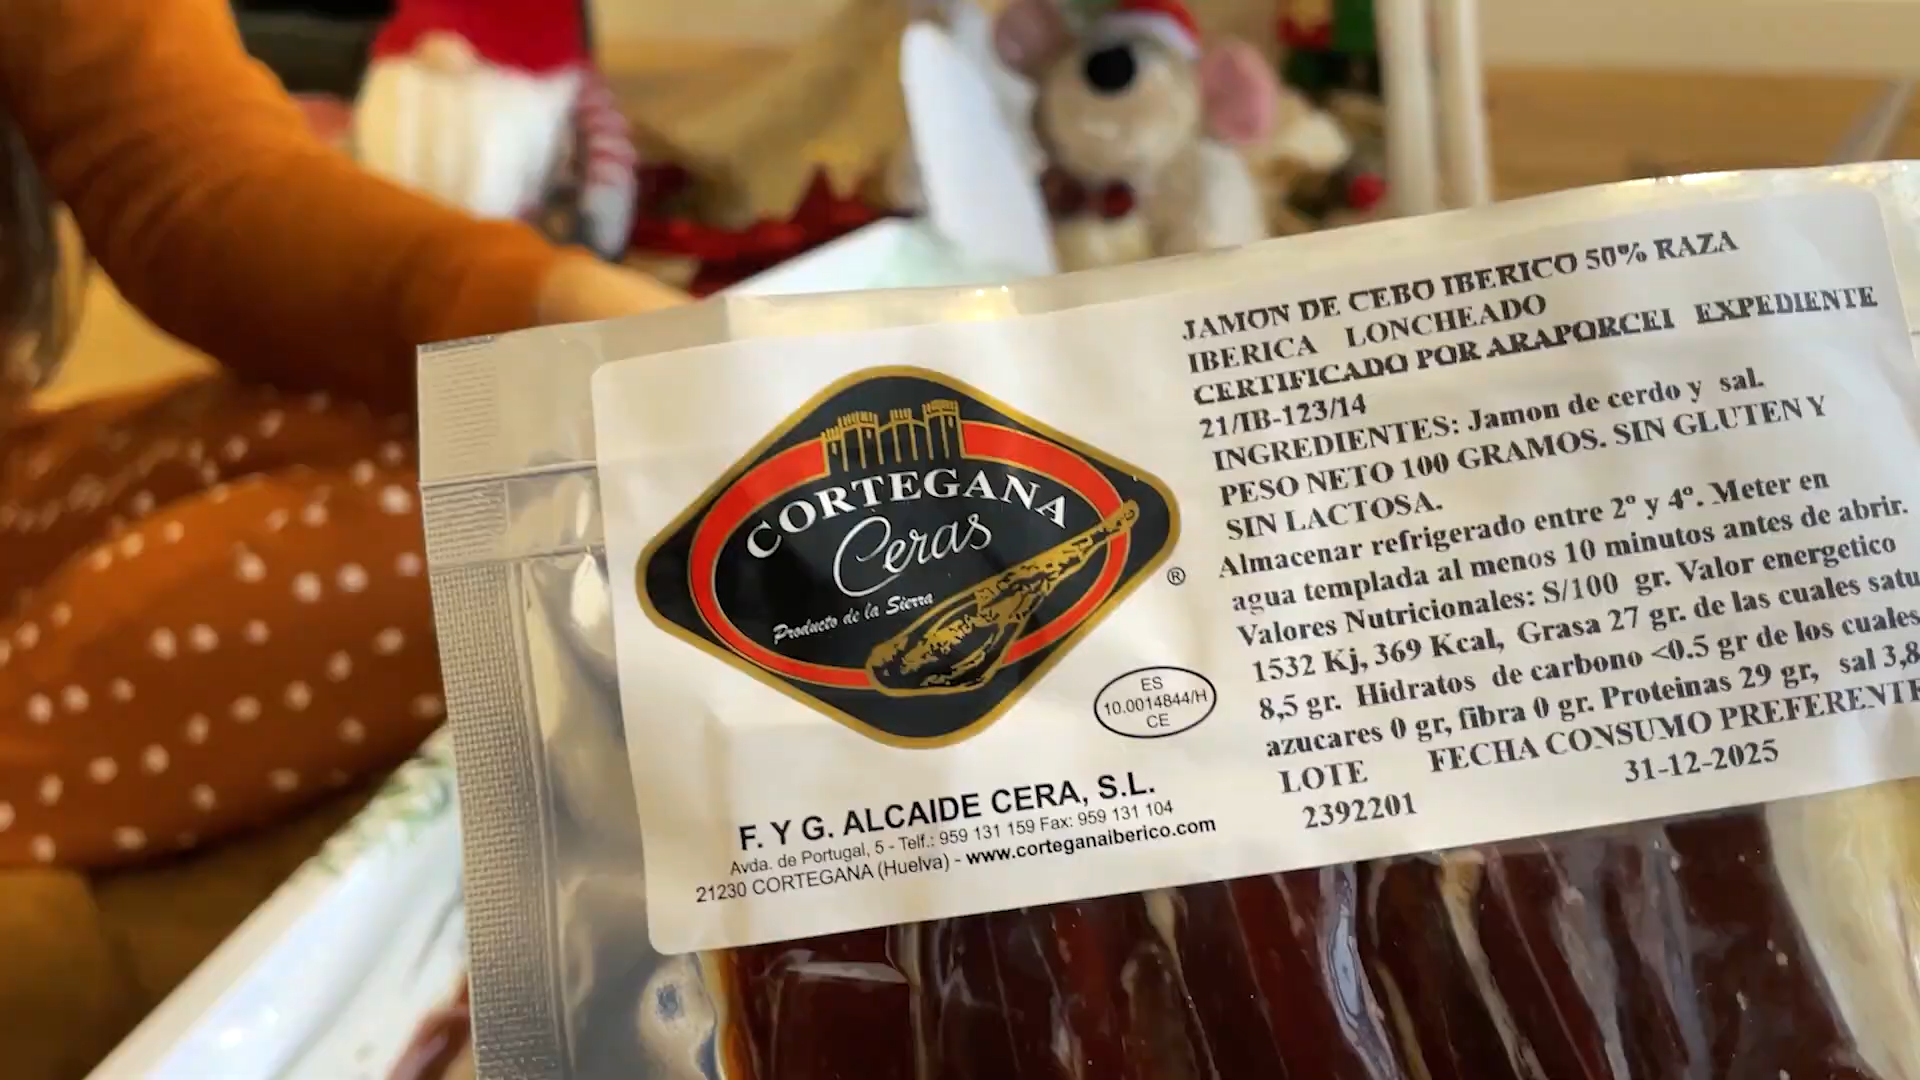 CORTEGANA
Ceras
Producto de la Sierra
®
ES
10.0014844/H
CE
F. Y G. ALCAIDE CERA, S.L.
Avda. de Portugal, 5 - Telf.: 959 131 159 Fax: 959 131 104
21230 CORTEGANA (Huelva) - www.corteganaiberico.com
JAMON DE CEBO IBERICO 50% RAZA
IBERICA LONCHEADO
CERTIFICADO POR ARAPORCEI EXPEDIENTE
21/IB-123/14
INGREDIENTES: Jamon de cerdo y sal.
PESO NETO 100 GRAMOS. SIN GLUTEN Y
SIN LACTOSA.
Almacenar refrigerado entre 2º y 4º. Meter en
agua templada al menos 10 minutos antes de abrir.
Valores Nutricionales: S/100 gr. Valor energetico
1532 Kj, 369 Kcal, Grasa 27 gr. de las cuales satu
8,5 gr. Hidratos de carbono <0.5 gr de los cuales
azucares 0 gr, fibra 0 gr. Proteinas 29 gr, sal 3,8
LOTE FECHA CONSUMO PREFERENTE
2392201 31-12-2025